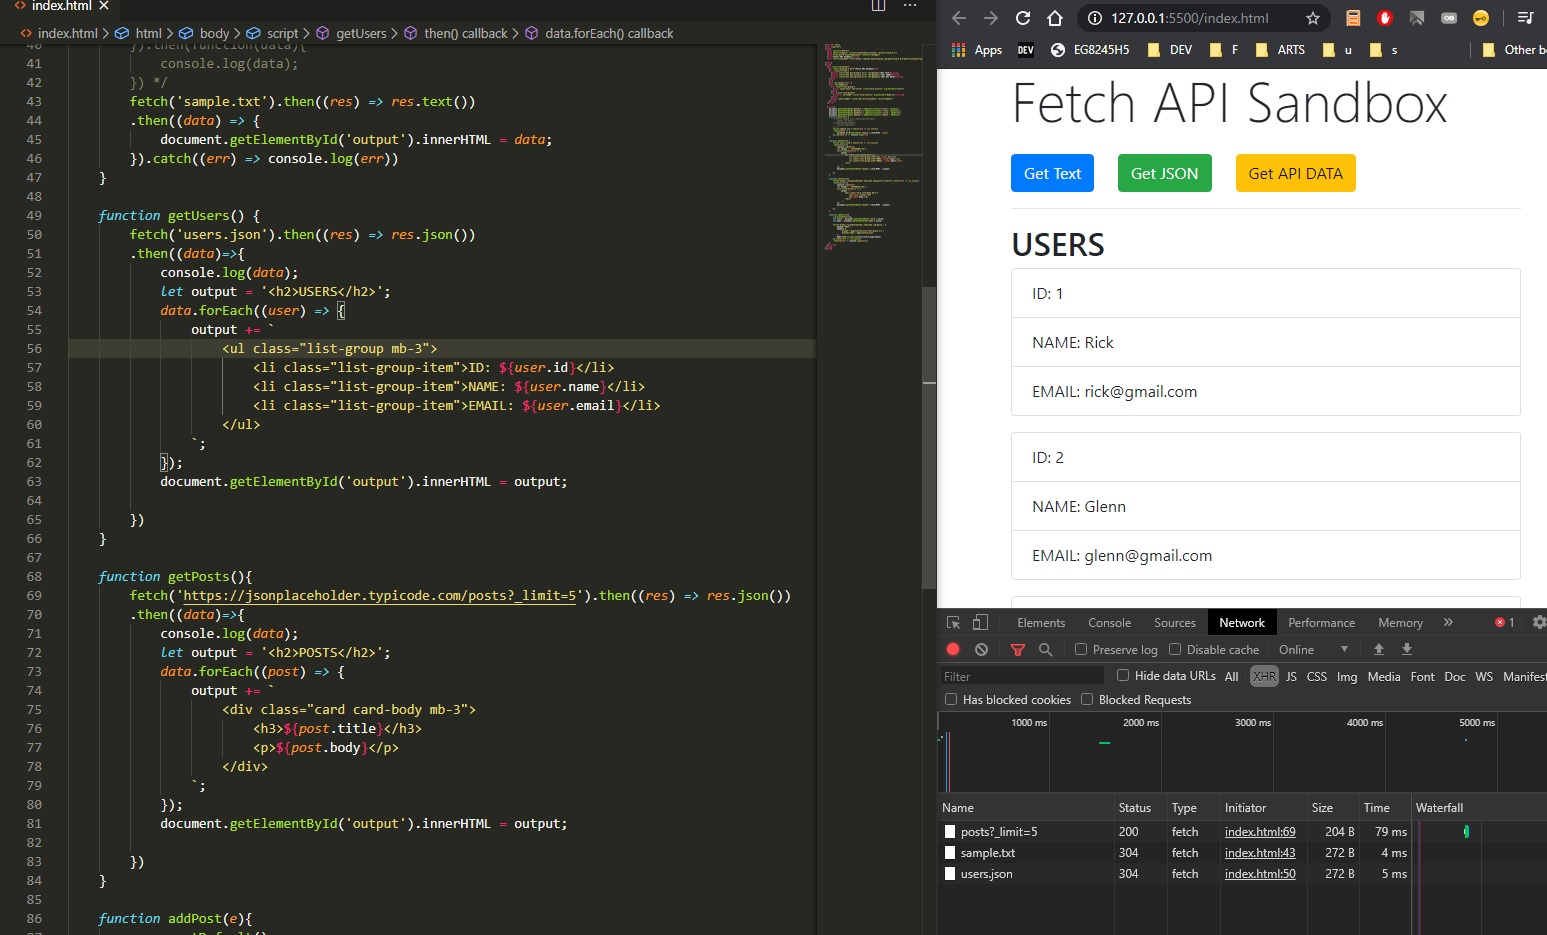 index.html ×
index.html > html > body > script > getUsers > then() callback > data.forEach() callback
40 }).then(function(data){
41 console.log(data);
42 }) */
43 fetch('sample.txt').then((res) => res.text())
44 .then((data) => {
45 document.getElementById('output').innerHTML = data;
46 }).catch((err) => console.log(err))
47 }
48
49 function getUsers() {
50 fetch('users.json').then((res) => res.json())
51 .then((data)=>{
52 console.log(data);
53 let output = '<h2>USERS</h2>';
54 data.forEach((user) => {
55 output += `
56 <ul class="list-group mb-3">
57 <li class="list-group-item">ID: ${user.id}</li>
58 <li class="list-group-item">NAME: ${user.name}</li>
59 <li class="list-group-item">EMAIL: ${user.email}</li>
60 </ul>
61 `;
62 });
63 document.getElementById('output').innerHTML = output;
64
65 })
66 }
67
68 function getPosts(){
69 fetch('https://jsonplaceholder.typicode.com/posts?_limit=5').then((res) => res.json())
70 .then((data)=>{
71 console.log(data);
72 let output = '<h2>POSTS</h2>';
73 data.forEach((post) => {
74 output += `
75 <div class="card card-body mb-3">
76 <h3>${post.title}</h3>
77 <p>${post.body}</p>
78 </div>
79 `;
80 });
81 document.getElementById('output').innerHTML = output;
82
83 })
84 }
85
86 function addPost(e){
127.0.0.1:5500/index.html
Apps DEV EG8245H5 DEV F ARTS u s Other b
Fetch API Sandbox
Get Text Get JSON Get API DATA
USERS
ID: 1
NAME: Rick
EMAIL: rick@gmail.com
ID: 2
NAME: Glenn
EMAIL: glenn@gmail.com
Elements Console Sources Network Performance Memory » 1
Preserve log Disable cache Online
Filter Hide data URLs All XHR JS CSS Img Media Font Doc WS Manifest
Has blocked cookies Blocked Requests
1000 ms 2000 ms 3000 ms 4000 ms 5000 ms
Name Status Type Initiator Size Time Waterfall
posts?_limit=5 200 fetch index.html:69 204 B 79 ms
sample.txt 304 fetch index.html:43 272 B 4 ms
users.json 304 fetch index.html:50 272 B 5 ms